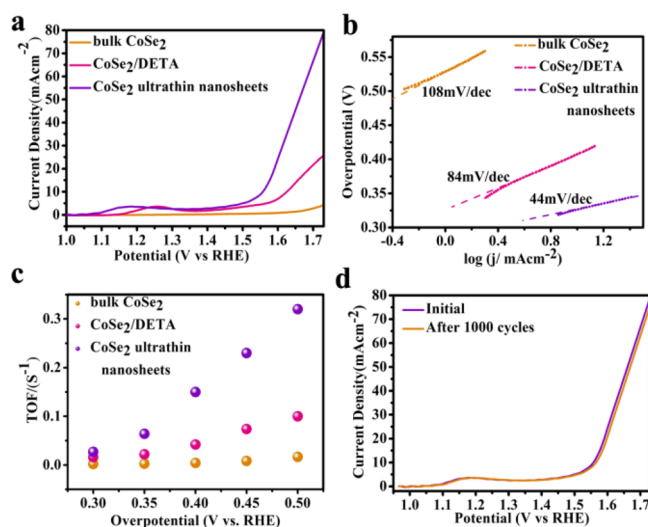 a
80
70
60
50
40
30
20
10
0
Current Density(mAcm-2)
bulk CoSe2
CoSe2/DETA
CoSe2 ultrathin nanosheets
1.0 1.1 1.2 1.3 1.4 1.5 1.6 1.7
Potential (V vs RHE)
b
0.55
0.50
0.45
0.40
0.35
0.30
Overpotential (V)
bulk CoSe2
CoSe2/DETA
CoSe2 ultrathin
nanosheets
108mV/dec
84mV/dec
44mV/dec
-0.4 0.0 0.4 0.8 1.2
log (j/ mAcm-2)
c
0.3
0.2
0.1
0.0
TOF/(S-1)
bulk CoSe2
CoSe2/DETA
CoSe2 ultrathin
nanosheets
0.30 0.35 0.40 0.45 0.50
Overpotential (V vs. RHE)
d
80
70
60
50
40
30
20
10
0
Current Density(mAcm-2)
Initial
After 1000 cycles
1.0 1.1 1.2 1.3 1.4 1.5 1.6 1.7
Potential (V vs RHE)